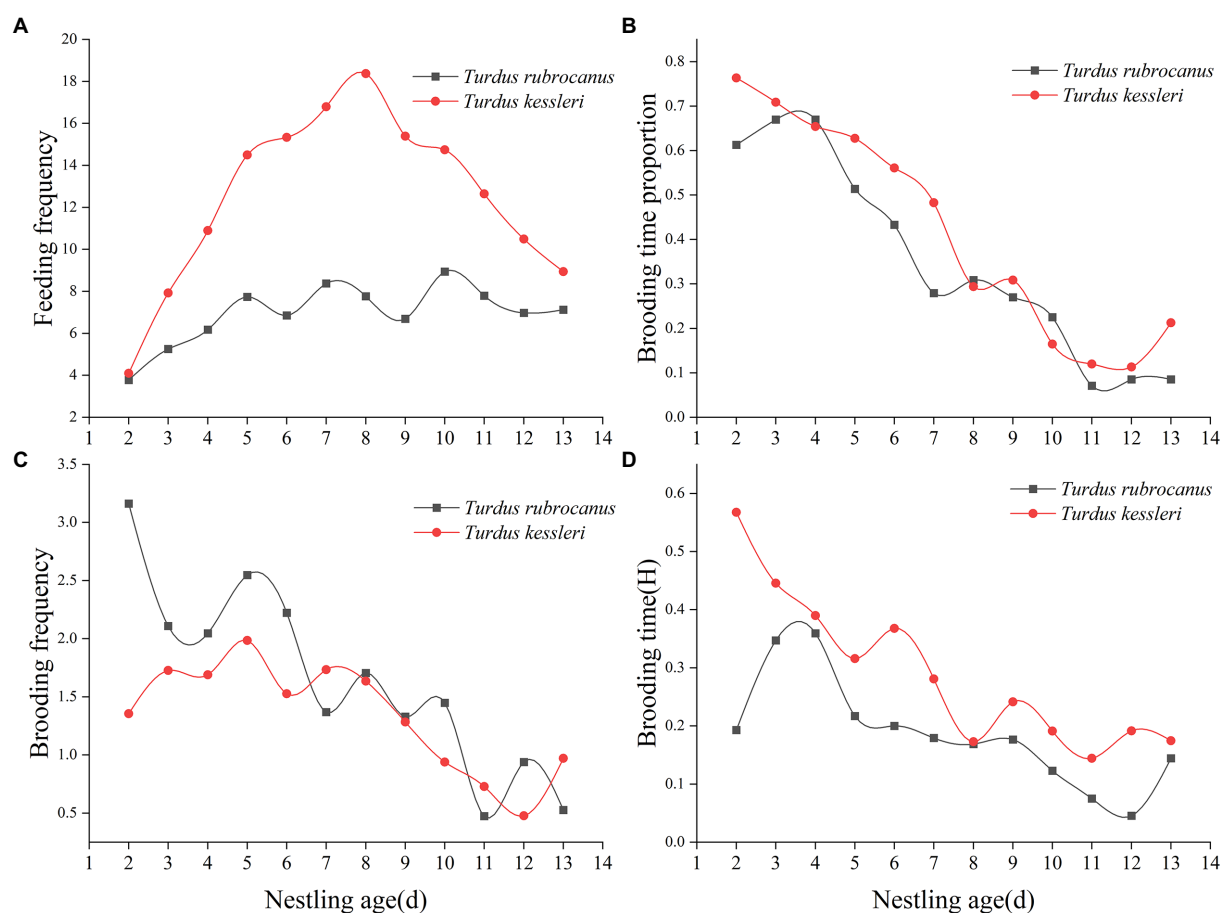 A
Feeding frequency
20
18
16
14
12
10
8
6
4
2
1 2 3 4 5 6 7 8 9 10 11 12 13 14
Turdus rubrocanus
Turdus kessleri
B
Brooding time proportion
0.8
0.7
0.6
0.5
0.4
0.3
0.2
0.1
0.0
1 2 3 4 5 6 7 8 9 10 11 12 13 14
Turdus rubrocanus
Turdus kessleri
C
Brooding frequency
3.5
3.0
2.5
2.0
1.5
1.0
0.5
1 2 3 4 5 6 7 8 9 10 11 12 13 14
Nestling age(d)
Turdus rubrocanus
Turdus kessleri
D
Brooding time(H)
0.6
0.5
0.4
0.3
0.2
0.1
0.0
1 2 3 4 5 6 7 8 9 10 11 12 13 14
Nestling age(d)
Turdus rubrocanus
Turdus kessleri